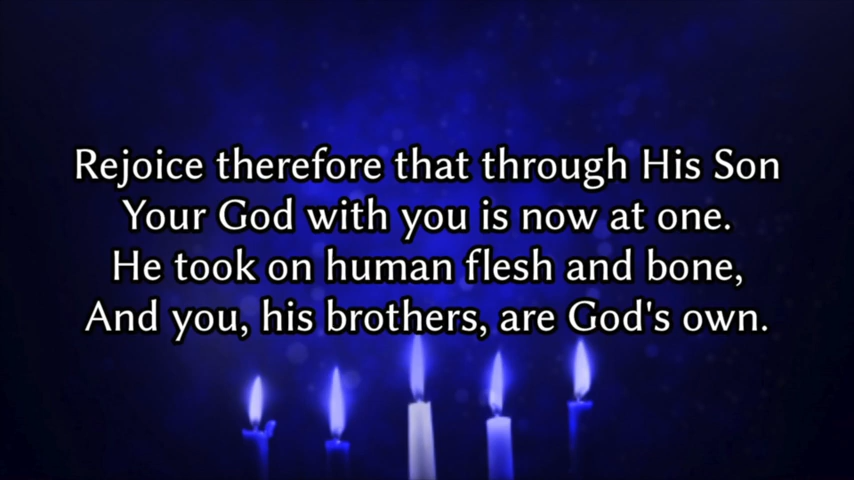 Rejoice therefore that through His Son
Your God with you is now at one.
He took on human flesh and bone,
And you, his brothers, are God's own.